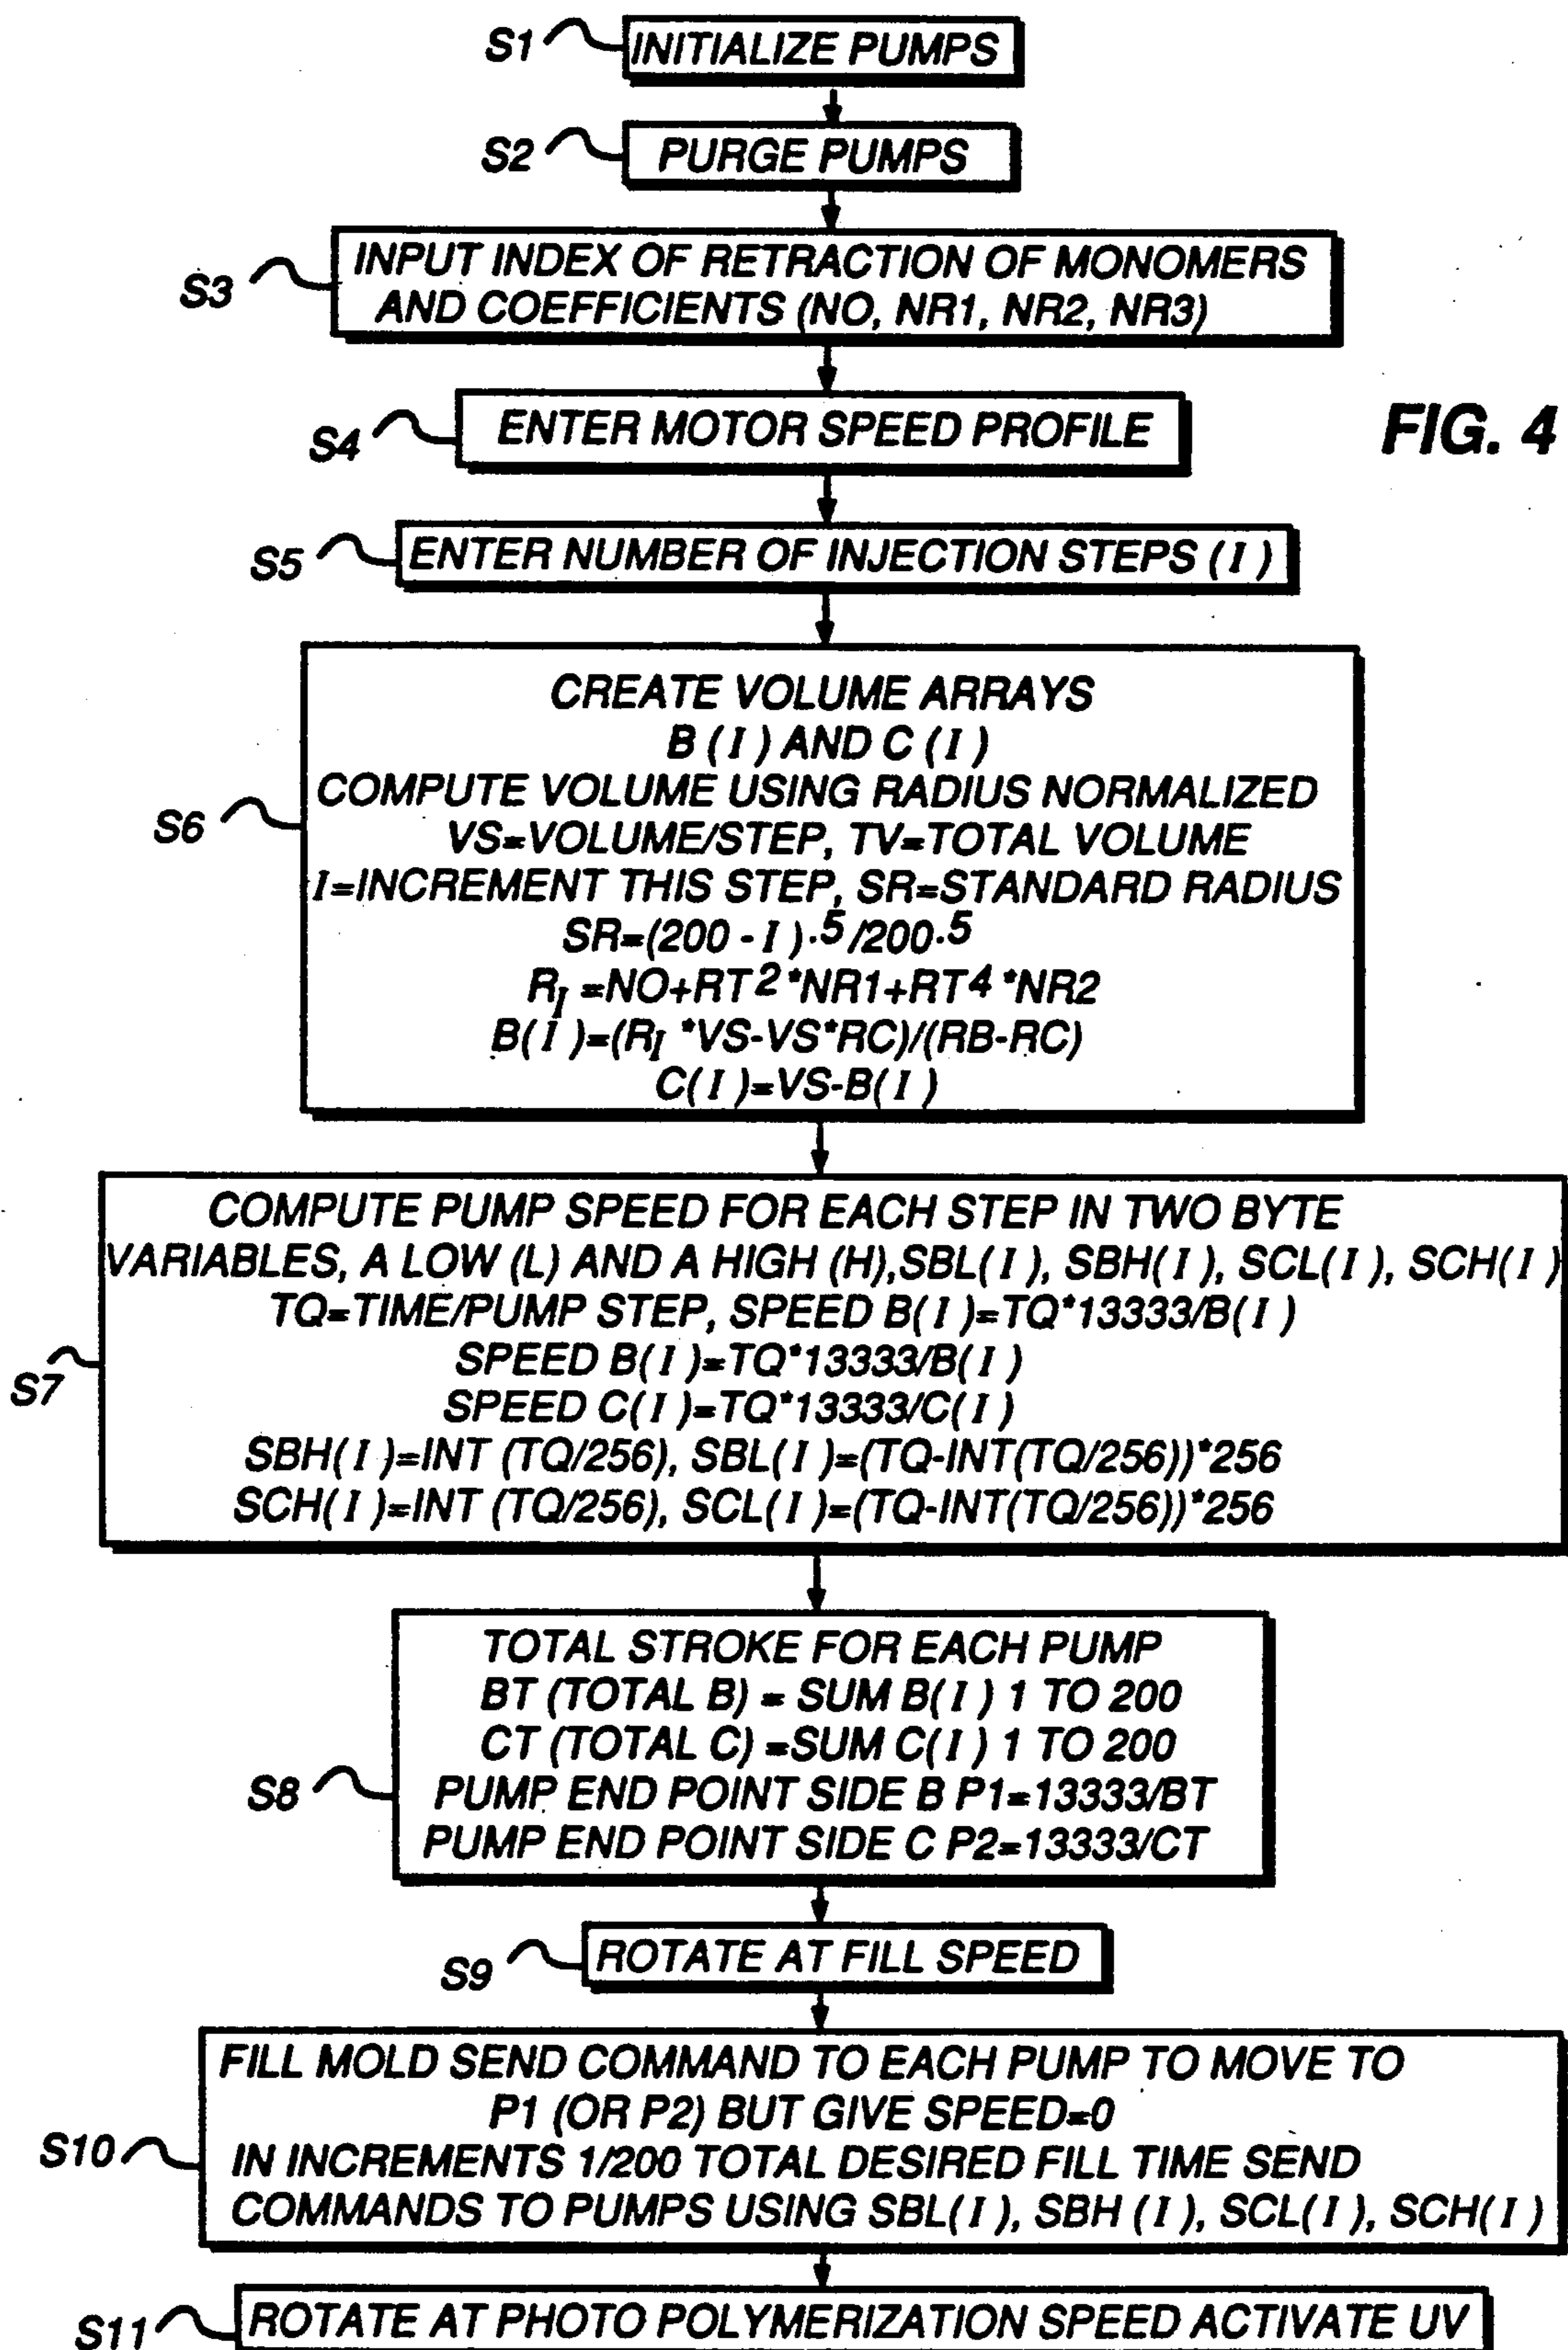 S1 INITIALIZE PUMPS
S2 PURGE PUMPS
S3 INPUT INDEX OF RETRACTION OF MONOMERS
AND COEFFICIENTS (NO, NR1, NR2, NR3)
FIG. 4
S4 ENTER MOTOR SPEED PROFILE
S5 ENTER NUMBER OF INJECTION STEPS (I)
S6
CREATE VOLUME ARRAYS
B (I) AND C (I)
COMPUTE VOLUME USING RADIUS NORMALIZED
VS=VOLUME/STEP, TV=TOTAL VOLUME
I=INCREMENT THIS STEP, SR=STANDARD RADIUS
SR=(200 - I)·5/200·5
R_I =NO+RT2*NR1+RT4*NR2
B(I)=(R_I *VS-VS*RC)/(RB-RC)
C(I)=VS-B(I)
S7
COMPUTE PUMP SPEED FOR EACH STEP IN TWO BYTE
VARIABLES, A LOW (L) AND A HIGH (H),SBL(I), SBH(I), SCL(I), SCH(I)
TQ=TIME/PUMP STEP, SPEED B(I)=TQ*13333/B(I)
SPEED B(I)=TQ*13333/B(I)
SPEED C(I)=TQ*13333/C(I)
SBH(I)=INT (TQ/256), SBL(I)=(TQ-INT(TQ/256))*256
SCH(I)=INT (TQ/256), SCL(I)=(TQ-INT(TQ/256))*256
S8
TOTAL STROKE FOR EACH PUMP
BT (TOTAL B) = SUM B(I) 1 TO 200
CT (TOTAL C) =SUM C(I) 1 TO 200
PUMP END POINT SIDE B P1=13333/BT
PUMP END POINT SIDE C P2=13333/CT
S9 ROTATE AT FILL SPEED
S10
FILL MOLD SEND COMMAND TO EACH PUMP TO MOVE TO
P1 (OR P2) BUT GIVE SPEED=0
IN INCREMENTS 1/200 TOTAL DESIRED FILL TIME SEND
COMMANDS TO PUMPS USING SBL(I), SBH (I), SCL(I), SCH(I)
S11 ROTATE AT PHOTO POLYMERIZATION SPEED ACTIVATE UV